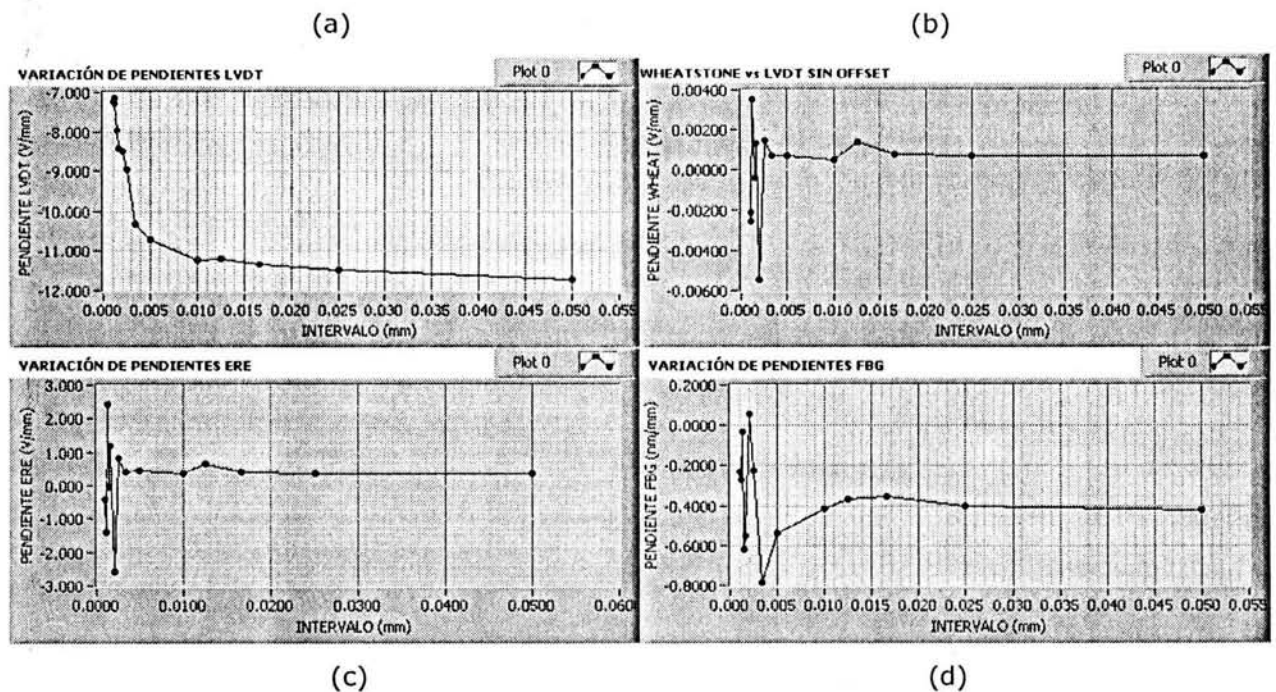 (a)
(b)
VARIACIÓN DE PENDIENTES LVDT
Plot 0
PENDIENTE LVDT (V/mm)
-7.000
-8.000
-9.000
-10.000
-11.000
-12.000
0.000 0.005 0.010 0.015 0.020 0.025 0.030 0.035 0.040 0.045 0.050 0.055
INTERVALO (mm)
WHEATSTONE vs LVDT SIN OFFSET
Plot 0
PENDIENTE WHEAT (V/mm)
0.00400
0.00200
0.00000
-0.00200
-0.00400
-0.00600
0.000 0.005 0.010 0.015 0.020 0.025 0.030 0.035 0.040 0.045 0.050 0.055
INTERVALO (mm)
VARIACIÓN DE PENDIENTES ERE
Plot 0
PENDIENTE ERE (V/mm)
3.000
2.000
1.000
0.000
-1.000
-2.000
-3.000
0.0000 0.0100 0.0200 0.0300 0.0400 0.0500 0.0600
INTERVALO (mm)
VARIACIÓN DE PENDIENTES FBG
Plot 0
PENDIENTE FBG (nm/mm)
0.2000
0.0000
-0.2000
-0.4000
-0.6000
-0.8000
0.000 0.005 0.010 0.015 0.020 0.025 0.030 0.035 0.040 0.045 0.050 0.055
INTERVALO (mm)
(c)
(d)